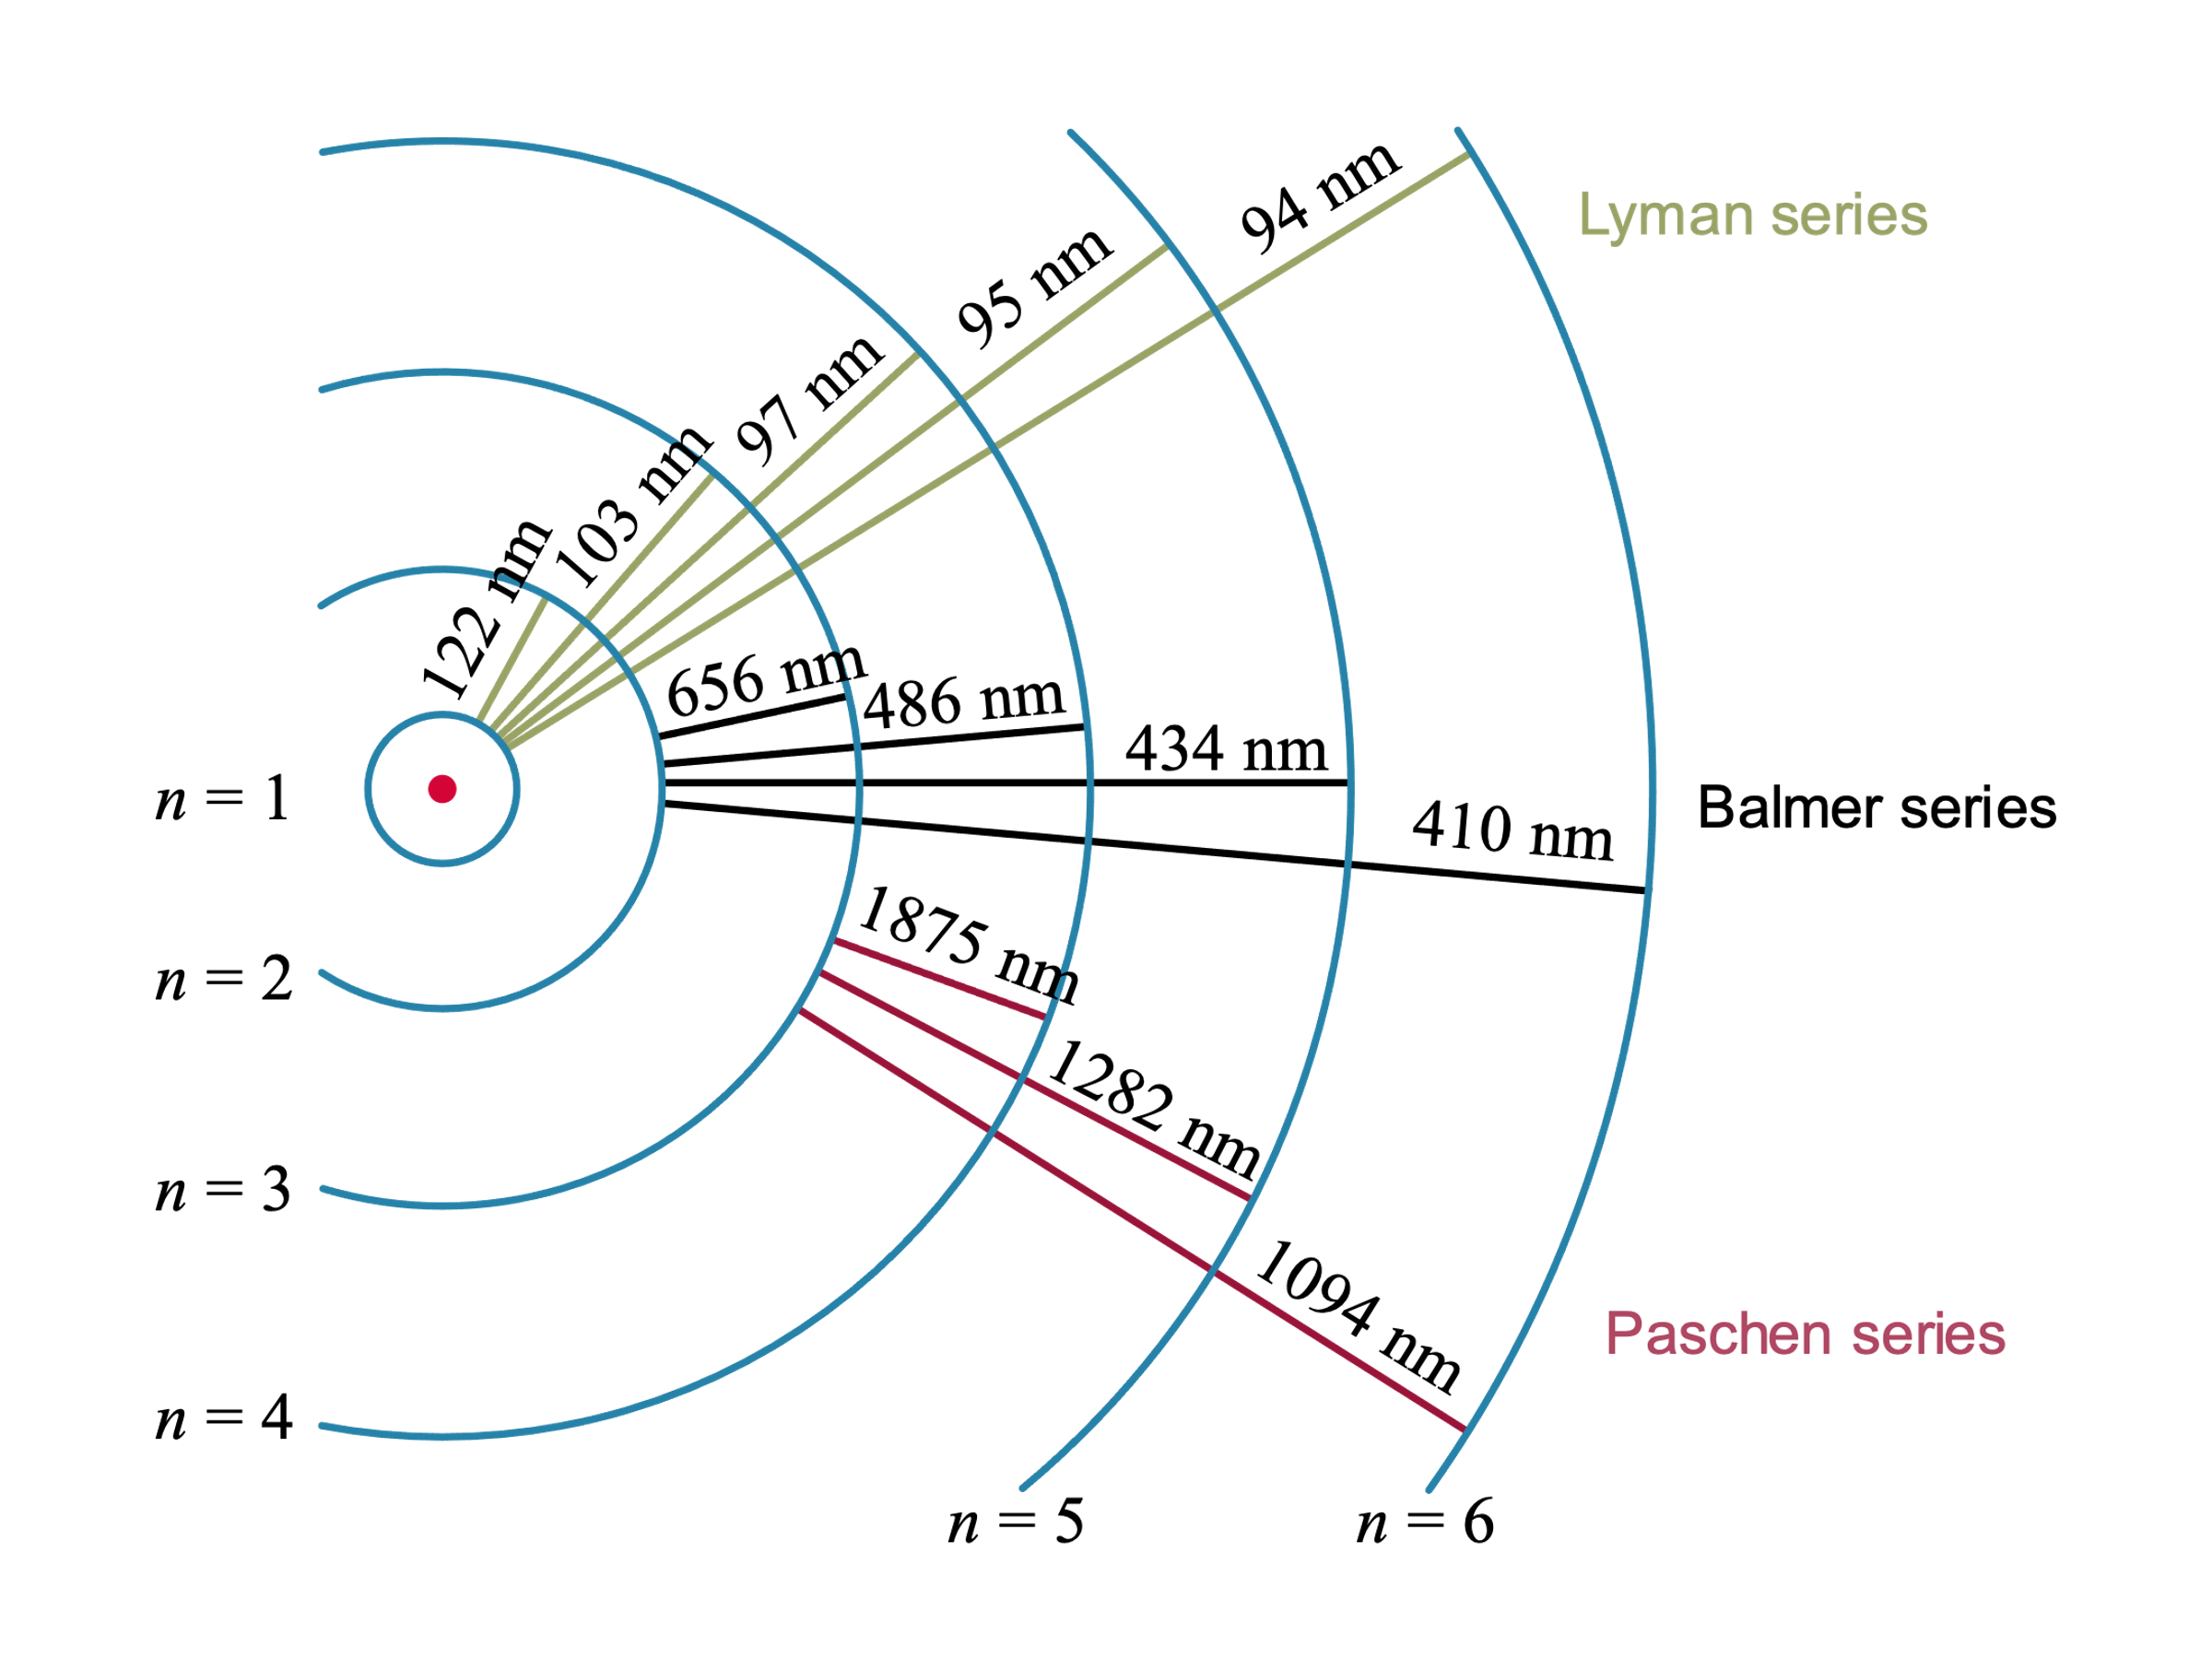 94 nm
Lyman series
95 nm
97 nm
103 nm
122 nm
656 nm
486 nm
434 nm
410 nm
Balmer series
n = 1
1875 nm
n = 2
1282 nm
n = 3
1094 nm
Paschen series
n = 4
n = 5
n = 6